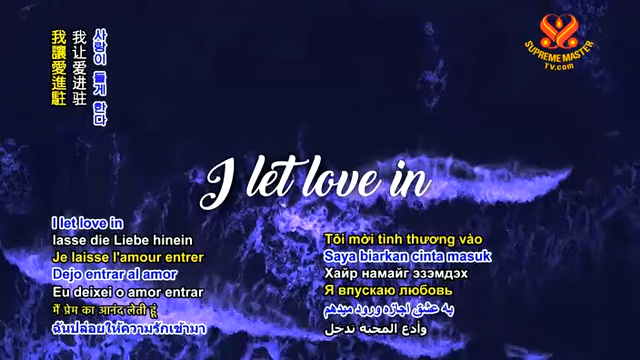 我讓愛進駐
我让爱进驻
사랑이 들게 한다
SUPREME MASTER
TV.com
I let love in
I let love in
lasse die Liebe hinein
Je laisse l'amour entrer
Dejo entrar al amor
Eu deixei o amor entrar
मैं प्रेम का आनंद लेती हूं
ฉันปล่อยให้ความรักเข้ามา
Tôi mời tình thương vào
Saya biarkan cinta masuk
Хайр намайг эзэмдэх
Я впускаю любовь
به عشق اجازه ورود میدهم
وأدع المحبة تدخل